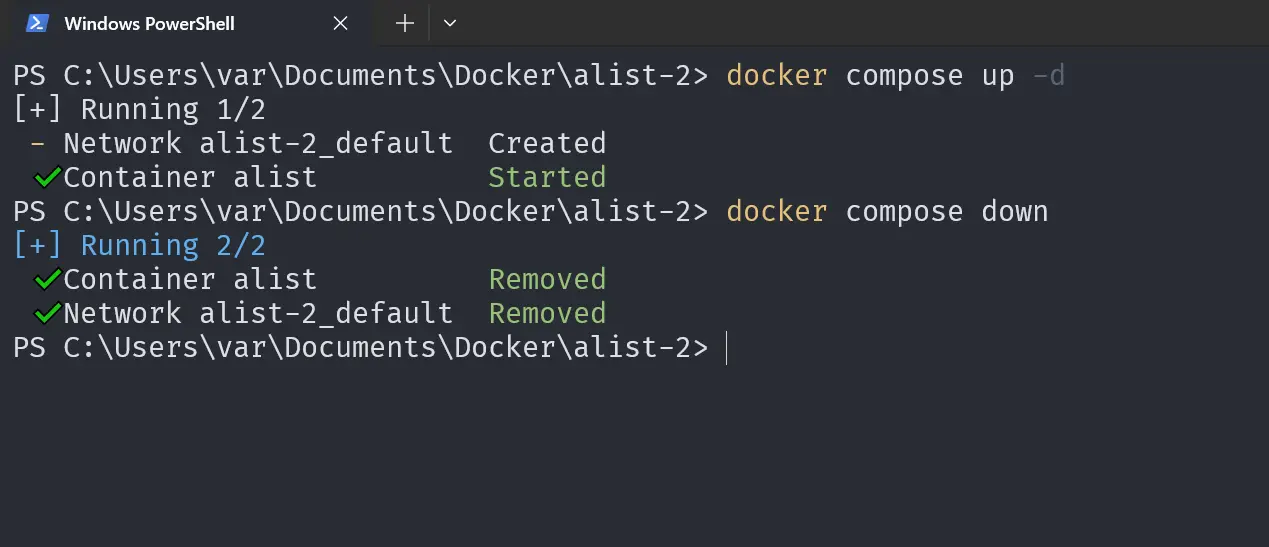 Windows PowerShell
PS C:\Users\var\Documents\Docker\alist-2> docker compose up -d
[+] Running 1/2
 - Network alist-2_default  Created
 ✔Container alist          Started
PS C:\Users\var\Documents\Docker\alist-2> docker compose down
[+] Running 2/2
 ✔Container alist          Removed
 ✔Network alist-2_default  Removed
PS C:\Users\var\Documents\Docker\alist-2>